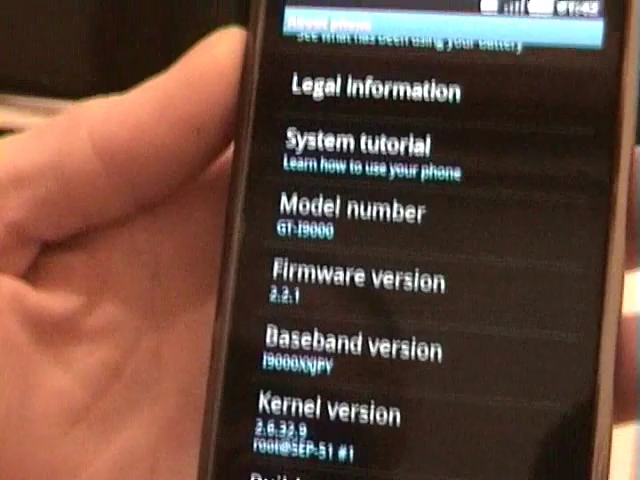 About phone
See what has been using your battery
Legal information
System tutorial
Learn how to use your phone
Model number
GT-I9000
Firmware version
2.2.1
Baseband version
I9000XXJPY
Kernel version
2.6.32.9
root@SEP-51 #1